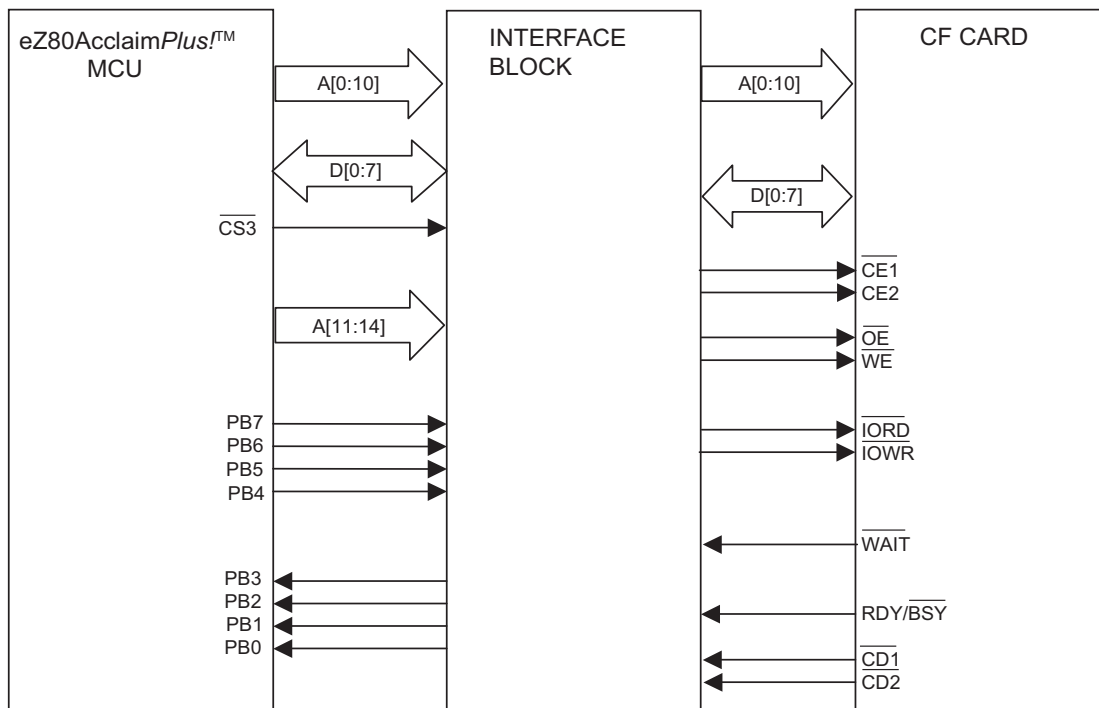 eZ80AcclaimPlus!™
MCU
INTERFACE
BLOCK
CF CARD
A[0:10]
A[0:10]
D[0:7]
D[0:7]
CS3
CE1
CE2
A[11:14]
OE
WE
PB7
PB6
PB5
PB4
IORD
IOWR
WAIT
PB3
PB2
PB1
PB0
RDY/BSY
CD1
CD2